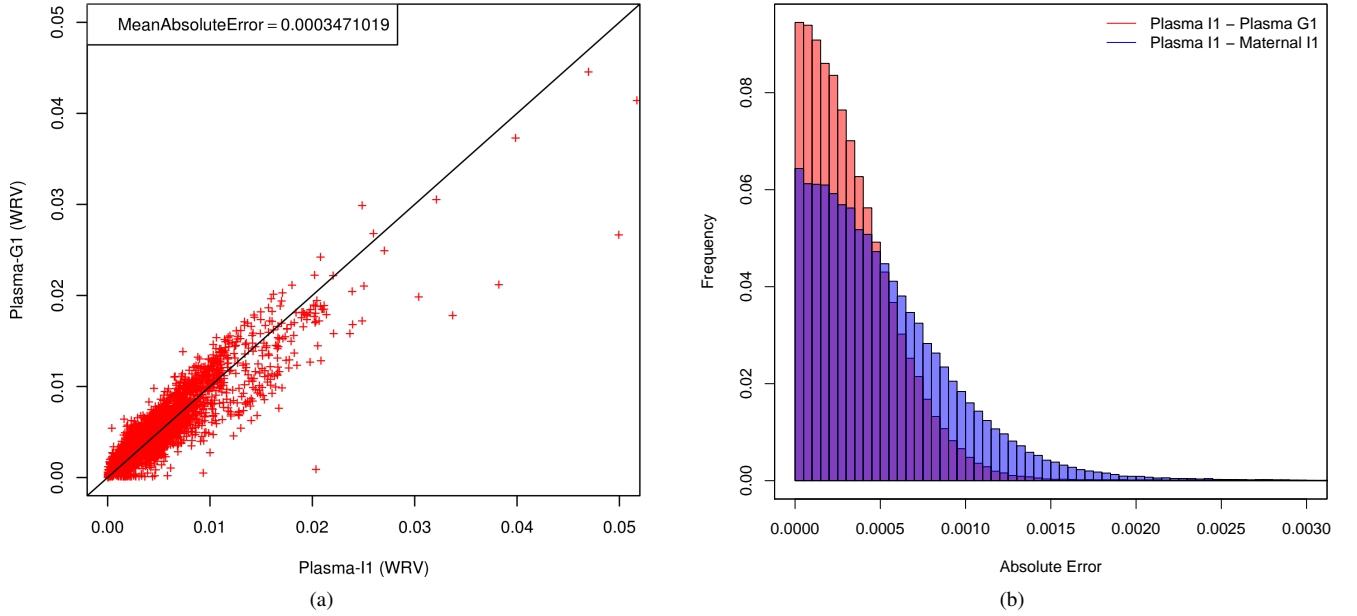 MeanAbsoluteError = 0.0003471019
0.05
0.04
0.03
0.02
0.01
0.00
Plasma-G1 (WRV)
0.00 0.01 0.02 0.03 0.04 0.05
Plasma-I1 (WRV)
(a)
Plasma I1 − Plasma G1
Plasma I1 − Maternal I1
0.08
0.06
0.04
0.02
0.00
Frequency
0.0000 0.0005 0.0010 0.0015 0.0020 0.0025 0.0030
Absolute Error
(b)